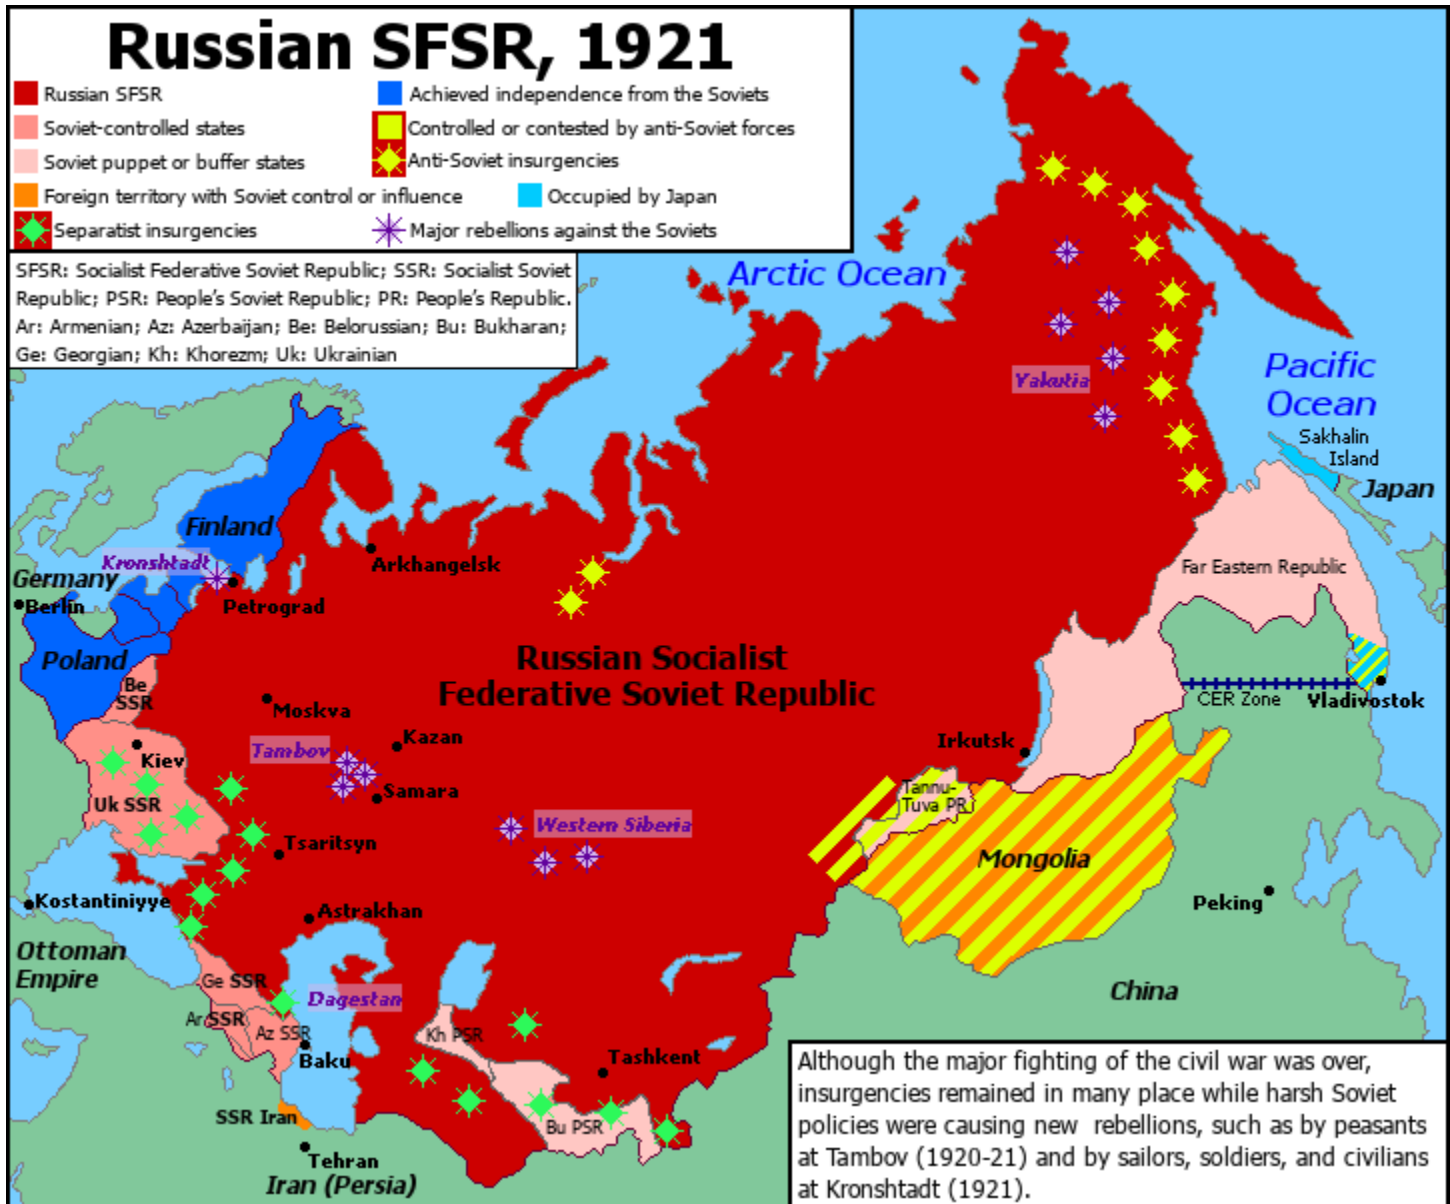 Russian SFSR, 1921
Russian SFSR
Achieved independence from the Soviets
Soviet-controlled states
Controlled or contested by anti-Soviet forces
Soviet puppet or buffer states
Anti-Soviet insurgencies
Foreign territory with Soviet control or influence
Occupied by Japan
Separatist insurgencies
Major rebellions against the Soviets
SFSR: Socialist Federative Soviet Republic; SSR: Socialist Soviet
Republic; PSR: People's Soviet Republic; PR: People's Republic.
Ar: Armenian; Az: Azerbaijan; Be: Belorussian; Bu: Bukharan;
Ge: Georgian; Kh: Khorezm; Uk: Ukrainian
Arctic Ocean
Pacific
Ocean
Yakutia
Sakhalin
Island
Japan
Finland
Kronshtadt
Arkhangelsk
Germany
Berlin
Petrograd
Far Eastern Republic
Poland
Russian Socialist
Federative Soviet Republic
Be
SSR
Moskva
CER Zone
Vladivostok
Kazan
Tambov
Kiev
Irkutsk
Samara
Uk SSR
Tannu-
Tuva PR
Western Siberia
Tsaritsyn
Mongolia
Kostantiniyye
Astrakhan
Peking
Ottoman
Empire
Ge SSR
China
Dagestan
Ar SSR
Az SSR
Kh PSR
Baku
Tashkent
SSR Iran
Bu PSR
Tehran
Iran (Persia)
Although the major fighting of the civil war was over,
insurgencies remained in many place while harsh Soviet
policies were causing new rebellions, such as by peasants
at Tambov (1920-21) and by sailors, soldiers, and civilians
at Kronshtadt (1921).